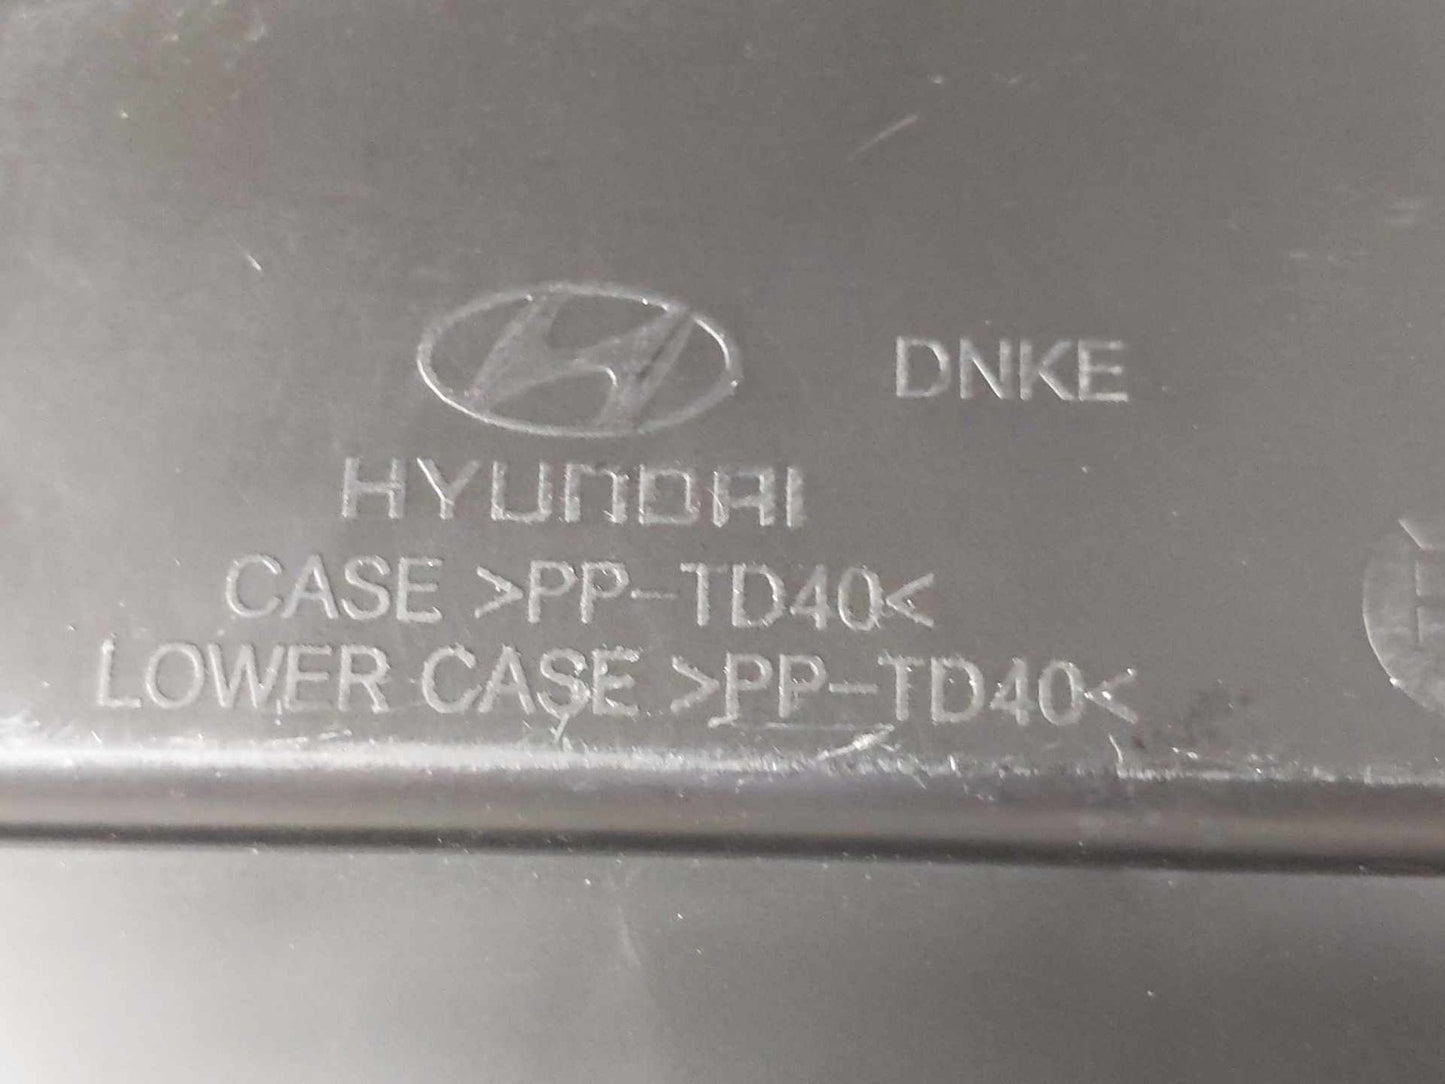 DNKE
HYUNDAI
CASE >PP-TD40<
LOWER CASE >PP-TD40<